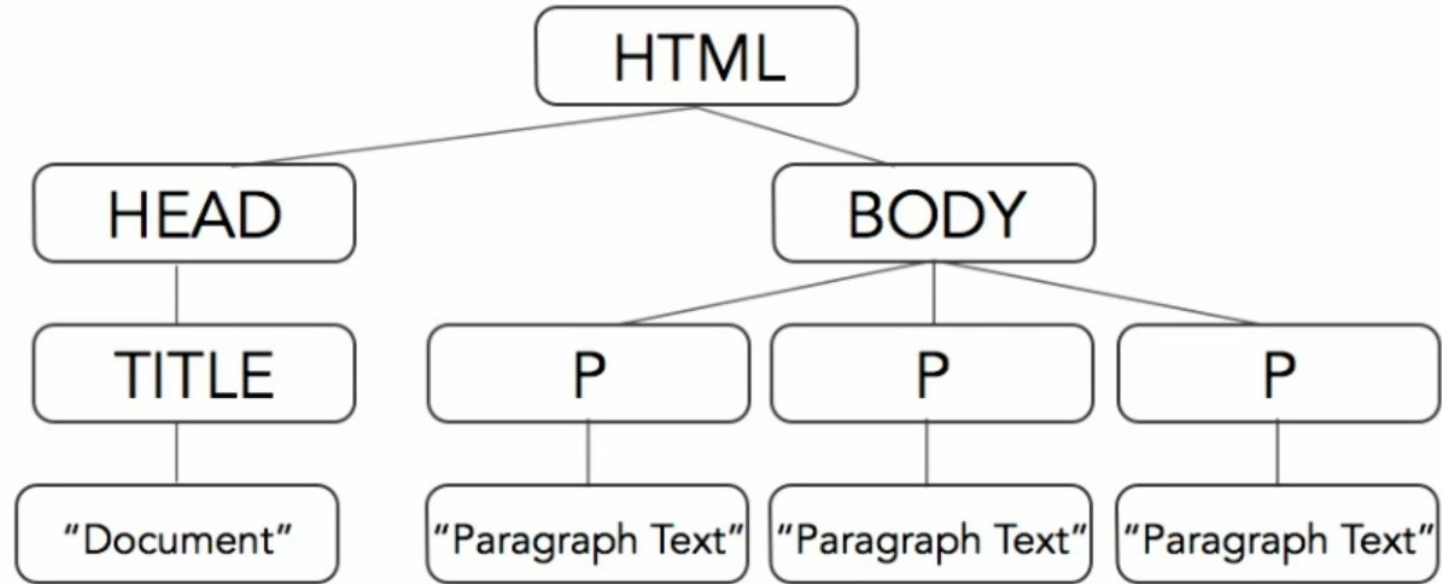 HTML
HEAD
BODY
TITLE
P
P
P
“Document”
“Paragraph Text”
“Paragraph Text”
“Paragraph Text”